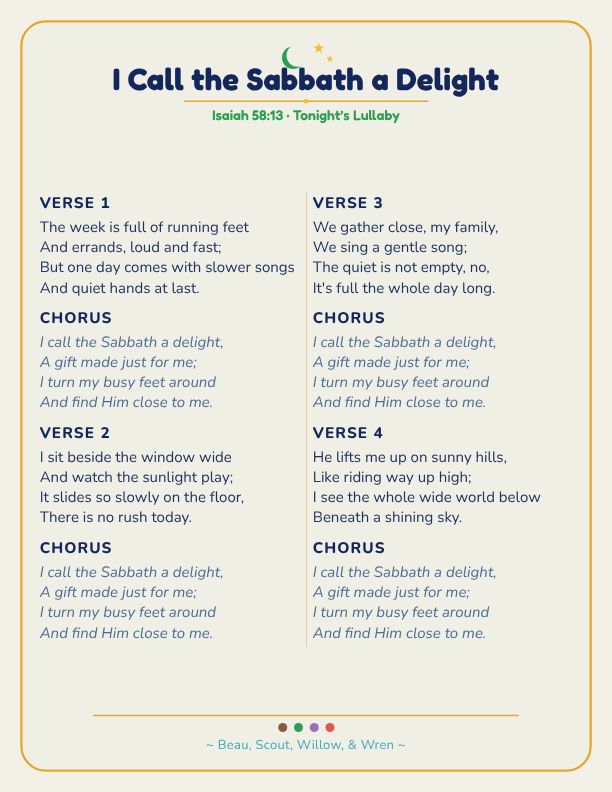 I Call the Sabbath a Delight
Isaiah 58:13 · Tonight's Lullaby
VERSE 1
The week is full of running feet
And errands, loud and fast;
But one day comes with slower songs
And quiet hands at last.
CHORUS
I call the Sabbath a delight,
A gift made just for me;
I turn my busy feet around
And find Him close to me.
VERSE 2
I sit beside the window wide
And watch the sunlight play;
It slides so slowly on the floor,
There is no rush today.
CHORUS
I call the Sabbath a delight,
A gift made just for me;
I turn my busy feet around
And find Him close to me.
VERSE 3
We gather close, my family,
We sing a gentle song;
The quiet is not empty, no,
It's full the whole day long.
CHORUS
I call the Sabbath a delight,
A gift made just for me;
I turn my busy feet around
And find Him close to me.
VERSE 4
He lifts me up on sunny hills,
Like riding way up high;
I see the whole wide world below
Beneath a shining sky.
CHORUS
I call the Sabbath a delight,
A gift made just for me;
I turn my busy feet around
And find Him close to me.
~ Beau, Scout, Willow, & Wren ~